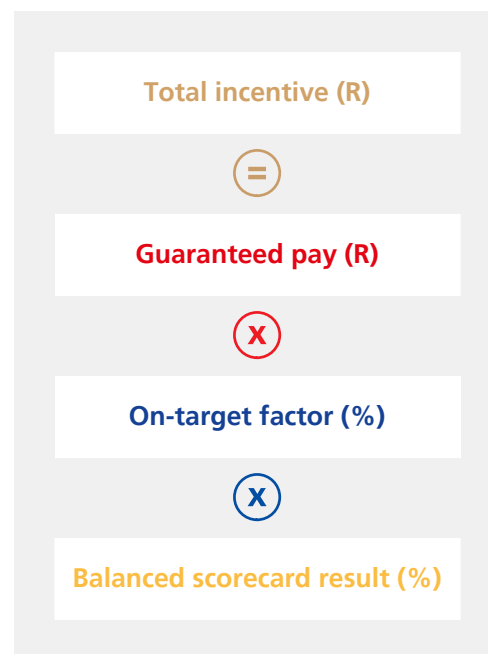 Total incentive (R)
=
Guaranteed pay (R)
x
On-target factor (%)
x
Balanced scorecard result (%)